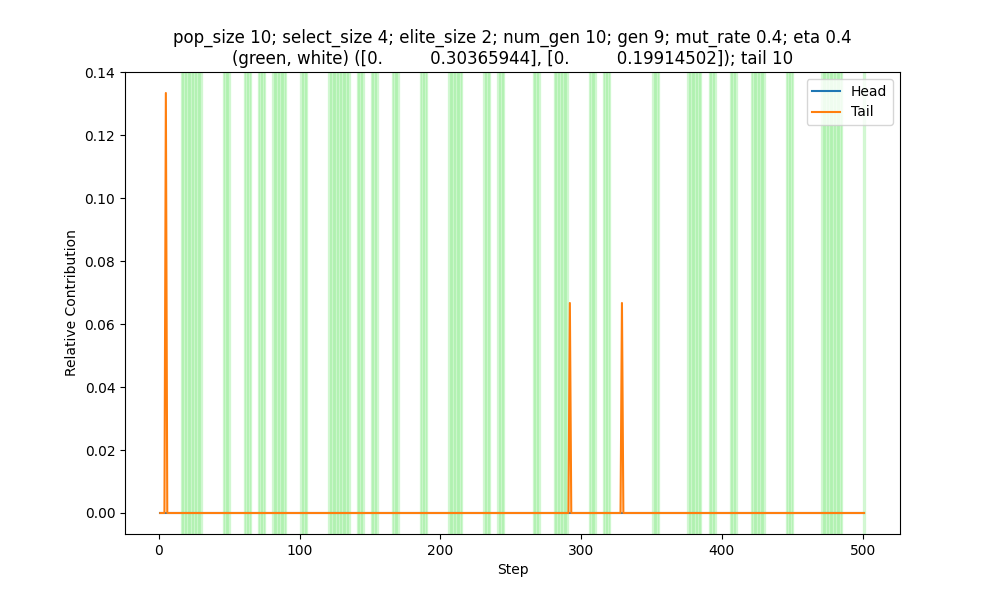 pop_size 10; select_size 4; elite_size 2; num_gen 10; gen 9; mut_rate 0.4; eta 0.4
(green, white) ([0.         0.30365944], [0.         0.19914502]); tail 10
Head
Tail
0.14
0.12
0.10
0.08
0.06
0.04
0.02
0.00
Relative Contribution
0 100 200 300 400 500
Step